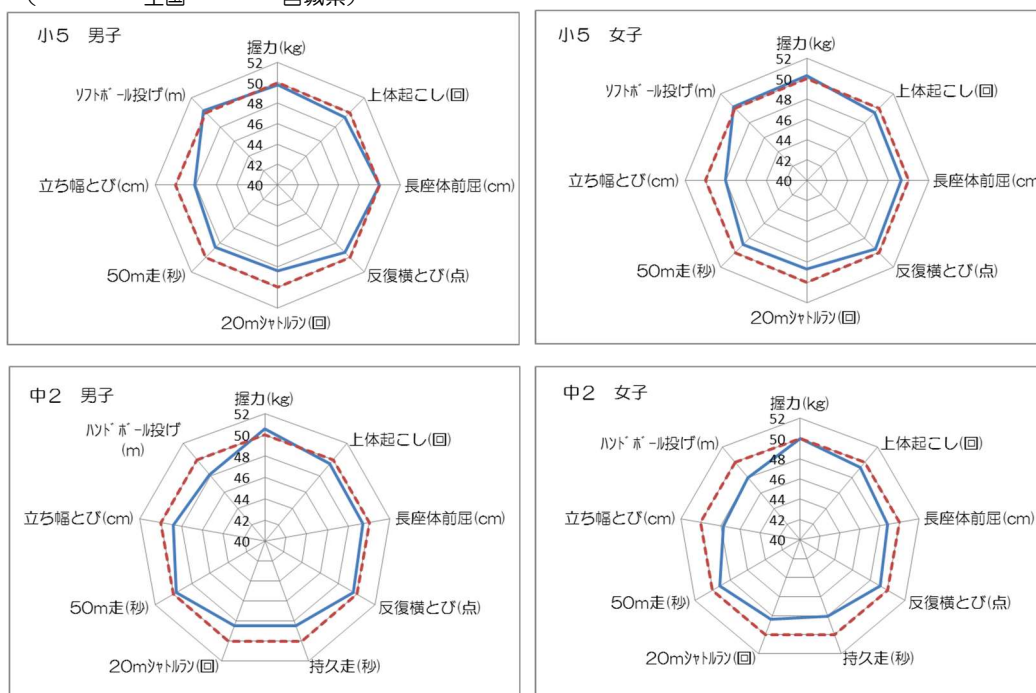 小5 男子
握力(kg)
上体起こし(回)
長座体前屈(cm)
反復横とび(点)
20mシャトルラン(回)
50m走(秒)
立ち幅とび(cm)
ソフトボール投げ(m)
52
50
48
46
44
42
40
小5 女子
握力(kg)
上体起こし(回)
長座体前屈(cm
反復横とび(点)
20mシャトルラン(回)
50m走(秒)
立ち幅とび(cm)
ソフトボール投げ(m)
52
50
48
46
44
42
40
中2 男子
握力(kg)
上体起こし(回)
長座体前屈(cm)
反復横とび(点)
持久走(秒)
20mシャトルラン(回)
50m走(秒)
立ち幅とび(cm)
ハンドボール投げ
(m)
52
50
48
46
44
42
40
中2 女子
握力(kg)
上体起こし(回)
長座体前屈(cm)
反復横とび(点)
持久走(秒)
20mシャトルラン(回)
50m走(秒)
立ち幅とび(cm)
ハンドボール投げ(m)
52
50
48
46
44
42
40